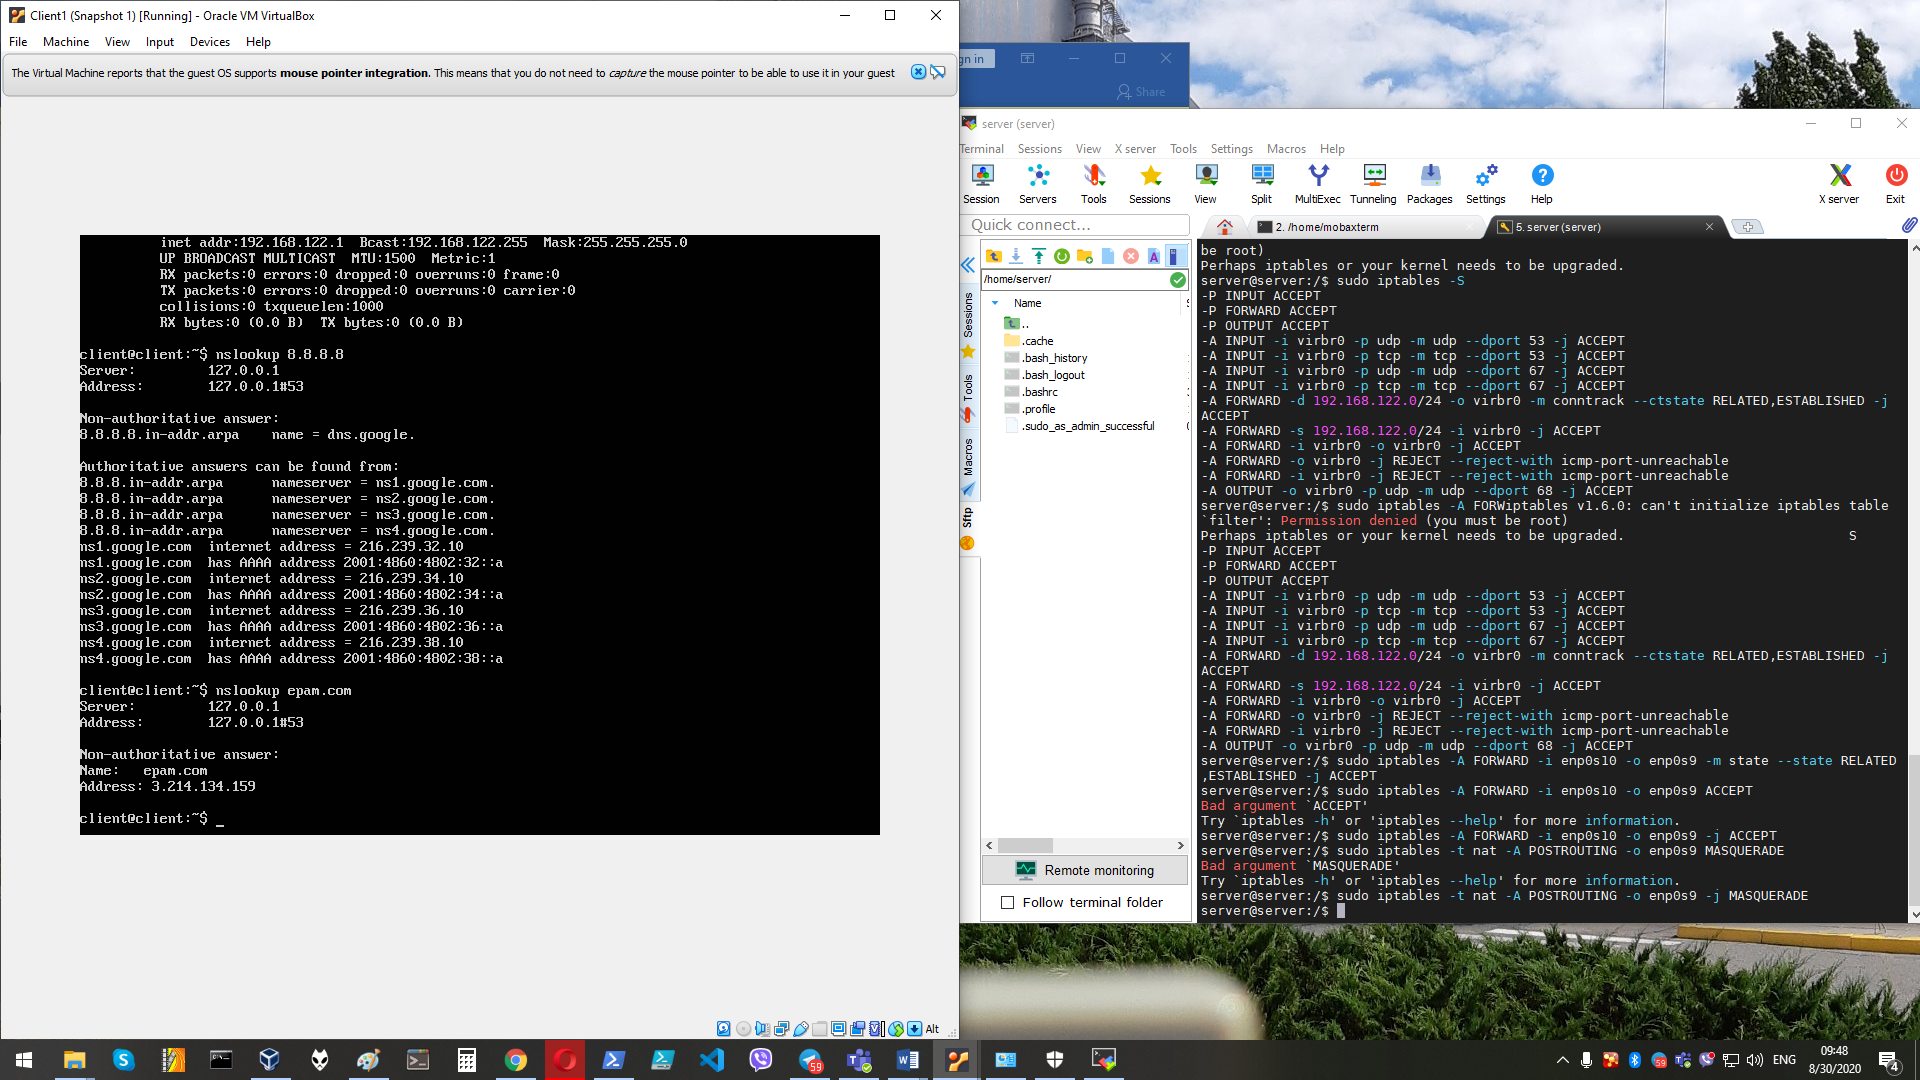 Client1 (Snapshot 1) [Running] - Oracle VM VirtualBox
File Machine View Input Devices Help
The Virtual Machine reports that the guest OS supports mouse pointer integration. This means that you do not need to capture the mouse pointer to be able to use it in your guest
inet addr:192.168.122.1 Bcast:192.168.122.255 Mask:255.255.255.0
UP BROADCAST MULTICAST MTU:1500 Metric:1
RX packets:0 errors:0 dropped:0 overruns:0 frame:0
TX packets:0 errors:0 dropped:0 overruns:0 carrier:0
collisions:0 txqueuelen:1000
RX bytes:0 (0.0 B) TX bytes:0 (0.0 B)
client@client:~$ nslookup 8.8.8.8
Server: 127.0.0.1
Address: 127.0.0.1#53
Non-authoritative answer:
8.8.8.8.in-addr.arpa name = dns.google.
Authoritative answers can be found from:
8.8.8.in-addr.arpa nameserver = ns1.google.com.
8.8.8.in-addr.arpa nameserver = ns2.google.com.
8.8.8.in-addr.arpa nameserver = ns3.google.com.
8.8.8.in-addr.arpa nameserver = ns4.google.com.
ns1.google.com internet address = 216.239.32.10
ns1.google.com has AAAA address 2001:4860:4802:32::a
ns2.google.com internet address = 216.239.34.10
ns2.google.com has AAAA address 2001:4860:4802:34::a
ns3.google.com internet address = 216.239.36.10
ns3.google.com has AAAA address 2001:4860:4802:36::a
ns4.google.com internet address = 216.239.38.10
ns4.google.com has AAAA address 2001:4860:4802:38::a
client@client:~$ nslookup epam.com
Server: 127.0.0.1
Address: 127.0.0.1#53
Non-authoritative answer:
Name: epam.com
Address: 3.214.134.159
client@client:~$ _
Alt
gn in
Share
server (server)
Terminal Sessions View X server Tools Settings Macros Help
Session Servers Tools Sessions View Split MultiExec Tunneling Packages Settings Help X server Exit
Quick connect...
2. /home/mobaxterm
5. server (server)
/home/server/
Name
..
.cache
.bash_history
.bash_logout
.bashrc
.profile
.sudo_as_admin_successful
Sessions
Tools
Macros
Sftp
Remote monitoring
Follow terminal folder
be root)
Perhaps iptables or your kernel needs to be upgraded.
server@server:/$ sudo iptables -S
-P INPUT ACCEPT
-P FORWARD ACCEPT
-P OUTPUT ACCEPT
-A INPUT -i virbr0 -p udp -m udp --dport 53 -j ACCEPT
-A INPUT -i virbr0 -p tcp -m tcp --dport 53 -j ACCEPT
-A INPUT -i virbr0 -p udp -m udp --dport 67 -j ACCEPT
-A INPUT -i virbr0 -p tcp -m tcp --dport 67 -j ACCEPT
-A FORWARD -d 192.168.122.0/24 -o virbr0 -m conntrack --ctstate RELATED,ESTABLISHED -j
ACCEPT
-A FORWARD -s 192.168.122.0/24 -i virbr0 -j ACCEPT
-A FORWARD -i virbr0 -o virbr0 -j ACCEPT
-A FORWARD -o virbr0 -j REJECT --reject-with icmp-port-unreachable
-A FORWARD -i virbr0 -j REJECT --reject-with icmp-port-unreachable
-A OUTPUT -o virbr0 -p udp -m udp --dport 68 -j ACCEPT
server@server:/$ sudo iptables -A FORWiptables v1.6.0: can't initialize iptables table
`filter': Permission denied (you must be root)
Perhaps iptables or your kernel needs to be upgraded. S
-P INPUT ACCEPT
-P FORWARD ACCEPT
-P OUTPUT ACCEPT
-A INPUT -i virbr0 -p udp -m udp --dport 53 -j ACCEPT
-A INPUT -i virbr0 -p tcp -m tcp --dport 53 -j ACCEPT
-A INPUT -i virbr0 -p udp -m udp --dport 67 -j ACCEPT
-A INPUT -i virbr0 -p tcp -m tcp --dport 67 -j ACCEPT
-A FORWARD -d 192.168.122.0/24 -o virbr0 -m conntrack --ctstate RELATED,ESTABLISHED -j
ACCEPT
-A FORWARD -s 192.168.122.0/24 -i virbr0 -j ACCEPT
-A FORWARD -i virbr0 -o virbr0 -j ACCEPT
-A FORWARD -o virbr0 -j REJECT --reject-with icmp-port-unreachable
-A FORWARD -i virbr0 -j REJECT --reject-with icmp-port-unreachable
-A OUTPUT -o virbr0 -p udp -m udp --dport 68 -j ACCEPT
server@server:/$ sudo iptables -A FORWARD -i enp0s10 -o enp0s9 -m state --state RELATED
,ESTABLISHED -j ACCEPT
server@server:/$ sudo iptables -A FORWARD -i enp0s10 -o enp0s9 ACCEPT
Bad argument `ACCEPT'
Try `iptables -h' or 'iptables --help' for more information.
server@server:/$ sudo iptables -A FORWARD -i enp0s10 -o enp0s9 -j ACCEPT
server@server:/$ sudo iptables -t nat -A POSTROUTING -o enp0s9 MASQUERADE
Bad argument `MASQUERADE'
Try `iptables -h' or 'iptables --help' for more information.
server@server:/$ sudo iptables -t nat -A POSTROUTING -o enp0s9 -j MASQUERADE
server@server:/$
59
ENG
09:48
8/30/2020
4